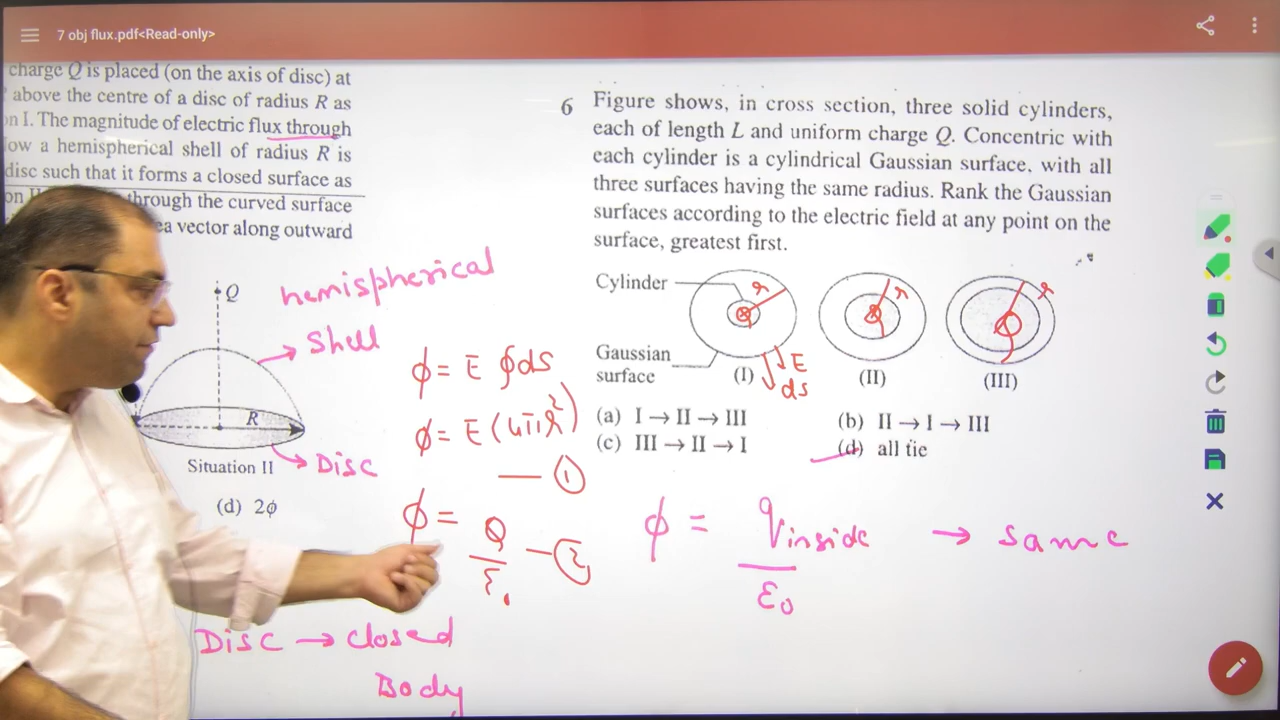 7 obj flux.pdf<Read-only>
charge Q is placed (on the axis of disc) at
above the centre of a disc of radius R as
on I. The magnitude of electric flux through
low a hemispherical shell of radius R is
disc such that it forms a closed surface as
on II. through the curved surface
ea vector along outward
Q
hemispherical
Shell
R
Situation II
Disc
(d) 2ϕ
ϕ = E ∮ds
ϕ = E(4πr²)
— ①
ϕ = Q/ε₀ — ②
Disc → closed
Body
6 Figure shows, in cross section, three solid cylinders,
each of length L and uniform charge Q. Concentric with
each cylinder is a cylindrical Gaussian surface, with all
three surfaces having the same radius. Rank the Gaussian
surfaces according to the electric field at any point on the
surface, greatest first.
Cylinder
r
r
r
Gaussian
surface
E
ds
(I)
(II)
(III)
(a) I → II → III
(b) II → I → III
(c) III → II → I
(d) all tie
ϕ = q inside / ε₀ → same